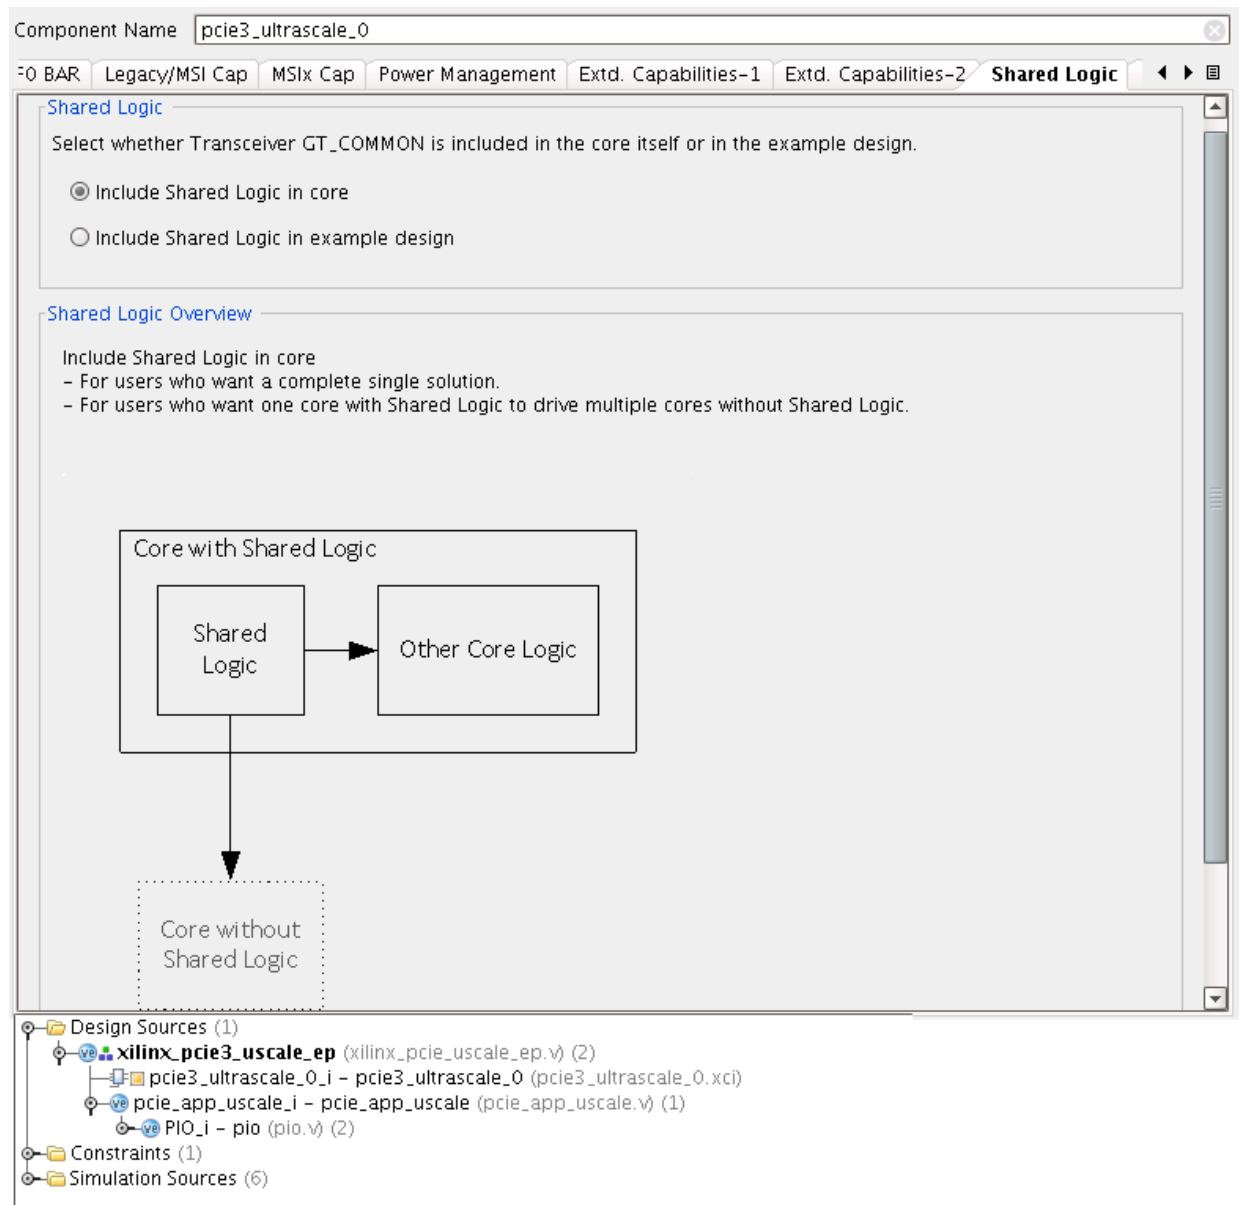 Component Name pcie3_ultrascale_0
F0 BAR Legacy/MSI Cap MSIx Cap Power Management Extd. Capabilities-1 Extd. Capabilities-2 Shared Logic
Shared Logic
Select whether Transceiver GT_COMMON is included in the core itself or in the example design.
Include Shared Logic in core
Include Shared Logic in example design
Shared Logic Overview
Include Shared Logic in core
- For users who want a complete single solution.
- For users who want one core with Shared Logic to drive multiple cores without Shared Logic.
Core with Shared Logic
Shared
Logic
Other Core Logic
Core without
Shared Logic
Design Sources (1)
xilinx_pcie3_uscale_ep (xilinx_pcie_uscale_ep.v) (2)
pcie3_ultrascale_0_i - pcie3_ultrascale_0 (pcie3_ultrascale_0.xci)
pcie_app_uscale_i - pcie_app_uscale (pcie_app_uscale.v) (1)
PIO_i - pio (pio.v) (2)
Constraints (1)
Simulation Sources (6)